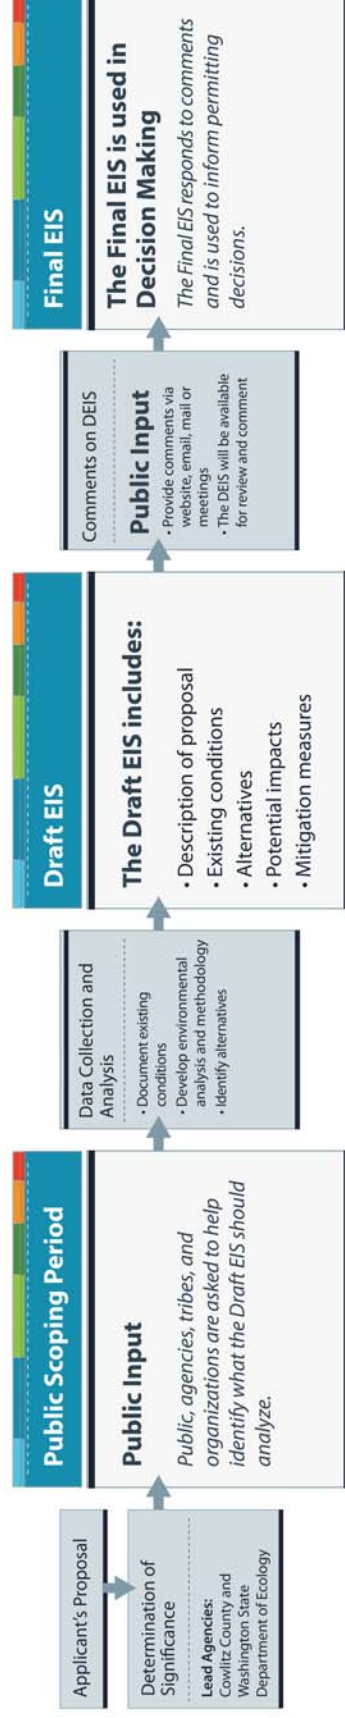 Applicant's Proposal
Determination of
Significance
Lead Agencies:
Cowlitz County and
Washington State
Department of Ecology
Public Scoping Period
Public Input
Public, agencies, tribes, and
organizations are asked to help
identify what the Draft EIS should
analyze.
Data Collection and
Analysis
• Document existing
conditions
• Develop environmental
analysis and methodology
• Identify alternatives
Draft EIS
The Draft EIS includes:
• Description of proposal
• Existing conditions
• Alternatives
• Potential impacts
• Mitigation measures
Comments on DEIS
Public Input
• Provide comments via
website, email, mail or
meetings
• The DEIS will be available
for review and comment
Final EIS
The Final EIS is used in
Decision Making
The Final EIS responds to comments
and is used to inform permitting
decisions.